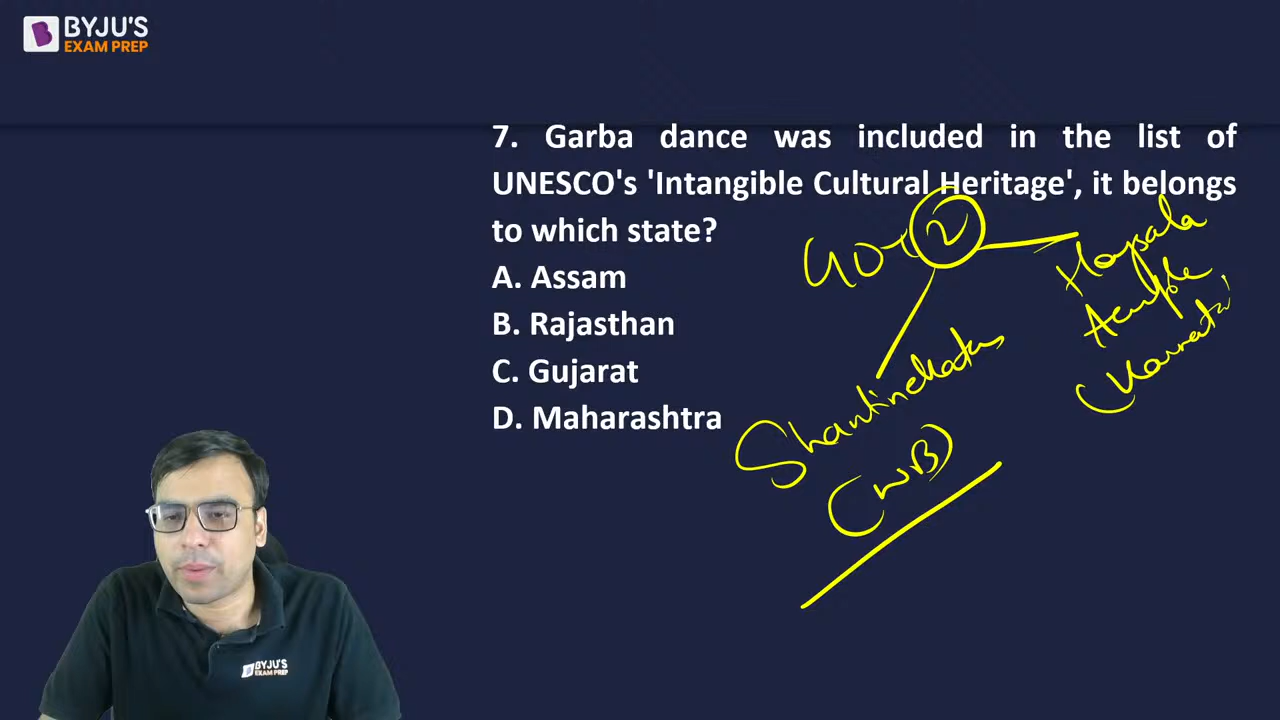 BYJU'S
EXAM PREP
7. Garba dance was included in the list of
UNESCO's 'Intangible Cultural Heritage', it belongs
to which state?
A. Assam
B. Rajasthan
C. Gujarat
D. Maharashtra
40+2
Shantiniketan
(WB)
BYJU'S
EXAM PREP